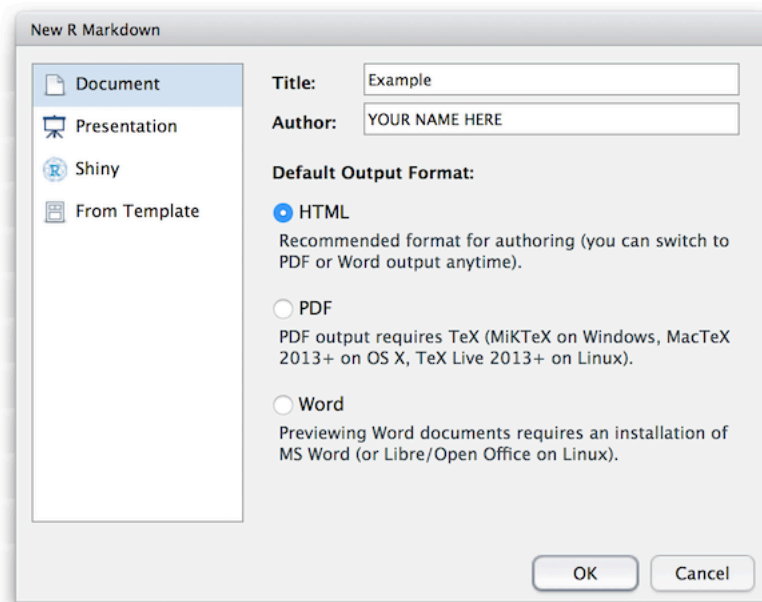 New R Markdown
Document
Presentation
Shiny
From Template
Title:
Example
Author:
YOUR NAME HERE
Default Output Format:
HTML
Recommended format for authoring (you can switch to
PDF or Word output anytime).
PDF
PDF output requires TeX (MiKTeX on Windows, MacTeX
2013+ on OS X, TeX Live 2013+ on Linux).
Word
Previewing Word documents requires an installation of
MS Word (or Libre/Open Office on Linux).
OK
Cancel